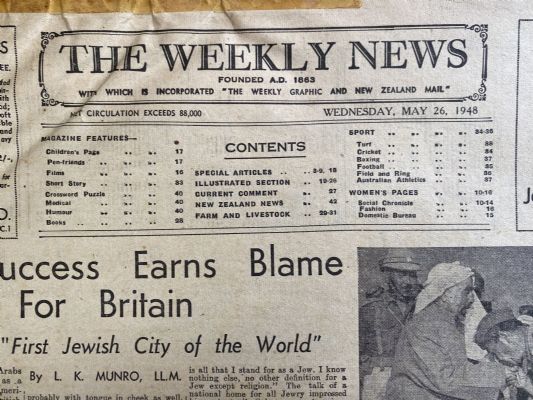 THE WEEKLY NEWS
FOUNDED A.D. 1863
WITH WHICH IS INCORPORATED "THE WEEKLY GRAPHIC AND NEW ZEALAND MAIL"
NET CIRCULATION EXCEEDS 88,000
WEDNESDAY, MAY 26, 1948
MAGAZINE FEATURES—
Children's Page 17
Pen-friends 17
Films 16
Short Story 33
Crossword Puzzle 40
Medical 40
Humour 40
Books 28
CONTENTS
SPECIAL ARTICLES 8-9, 18
ILLUSTRATED SECTION 19-26
CURRENT COMMENT 27
NEW ZEALAND NEWS 42
FARM AND LIVESTOCK 29-31
SPORT 34-38
Turf 38
Cricket 34
Boxing 37
Football 35
Field and Ring 36
Australian Athletics 37
WOMEN'S PAGES 10-16
Social Chronicle 10-14
Fashion 16
Domestic Bureau 15
uccess Earns Blame
For Britain
"First Jewish City of the World"
By L. K. MUNRO, LL.M.
probably with tongue in cheek as well.
is all that I stand for as a Jew. I know
nothing else, no other definition for a
Jew except religion." The talk of a
national home for all Jewry impressed
Arabs
as a